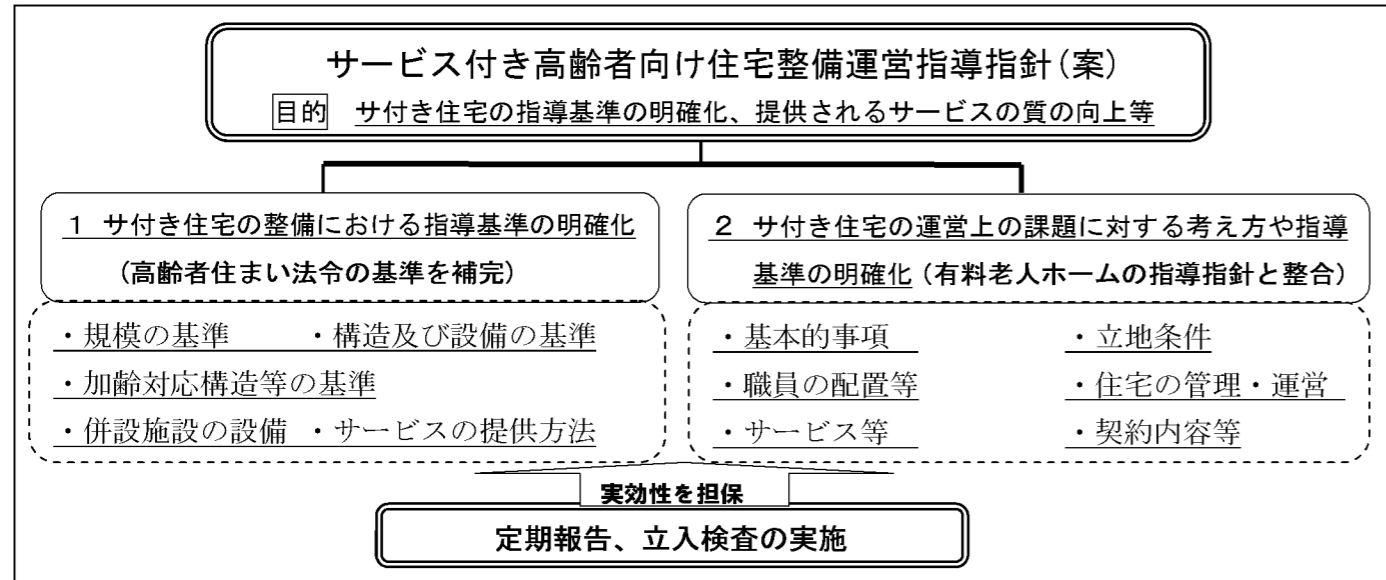 サービス付き高齢者向け住宅整備運営指導指針(案)
目的 サ付き住宅の指導基準の明確化、提供されるサービスの質の向上等
1 サ付き住宅の整備における指導基準の明確化
(高齢者住まい法令の基準を補完)
・規模の基準 ・構造及び設備の基準
・加齢対応構造等の基準
・併設施設の設備 ・サービスの提供方法
2 サ付き住宅の運営上の課題に対する考え方や指導
基準の明確化(有料老人ホームの指導指針と整合)
・基本的事項 ・立地条件
・職員の配置等 ・住宅の管理・運営
・サービス等 ・契約内容等
実効性を担保
定期報告、立入検査の実施